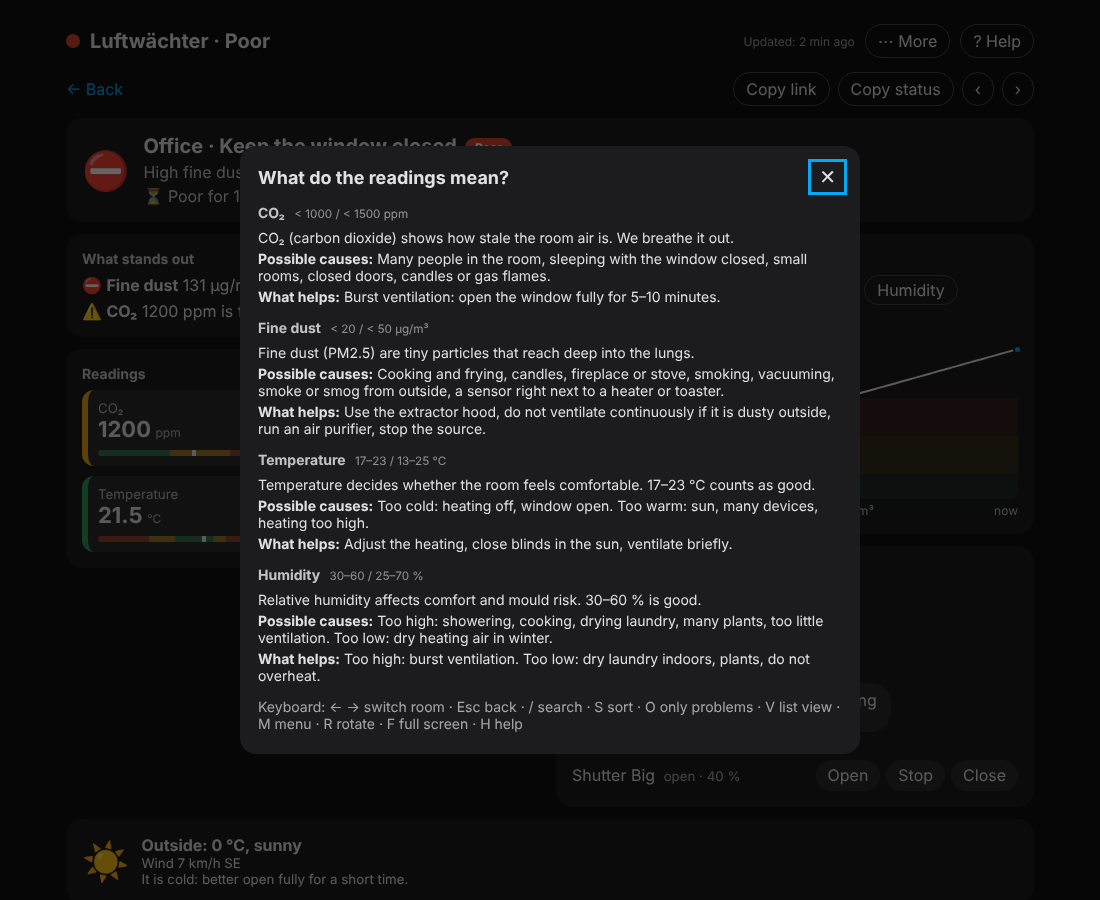 Luftwächter · Poor
Updated: 2 min ago
··· More
? Help
← Back
Copy link
Copy status
‹
›
Office · Keep the window closed
High fine dus
⏳ Poor for 1
What do the readings mean?
✕
CO₂ < 1000 / < 1500 ppm
CO₂ (carbon dioxide) shows how stale the room air is. We breathe it out.
Possible causes: Many people in the room, sleeping with the window closed, small
rooms, closed doors, candles or gas flames.
What helps: Burst ventilation: open the window fully for 5–10 minutes.
Fine dust < 20 / < 50 µg/m³
Fine dust (PM2.5) are tiny particles that reach deep into the lungs.
Possible causes: Cooking and frying, candles, fireplace or stove, smoking, vacuuming,
smoke or smog from outside, a sensor right next to a heater or toaster.
What helps: Use the extractor hood, do not ventilate continuously if it is dusty outside,
run an air purifier, stop the source.
Temperature 17–23 / 13–25 °C
Temperature decides whether the room feels comfortable. 17–23 °C counts as good.
Possible causes: Too cold: heating off, window open. Too warm: sun, many devices,
heating too high.
What helps: Adjust the heating, close blinds in the sun, ventilate briefly.
Humidity 30–60 / 25–70 %
Relative humidity affects comfort and mould risk. 30–60 % is good.
Possible causes: Too high: showering, cooking, drying laundry, many plants, too little
ventilation. Too low: dry heating air in winter.
What helps: Too high: burst ventilation. Too low: dry laundry indoors, plants, do not
overheat.
Keyboard: ← → switch room · Esc back · / search · S sort · O only problems · V list view ·
M menu · R rotate · F full screen · H help
What stands out
⛔ Fine dust 131 µg/
⚠️ CO₂ 1200 ppm is
Readings
CO₂
1200 ppm
Temperature
21.5 °C
Humidity
m³
now
ng
Shutter Big open · 40 %
Open
Stop
Close
Outside: 0 °C, sunny
Wind 7 km/h SE
It is cold: better open fully for a short time.